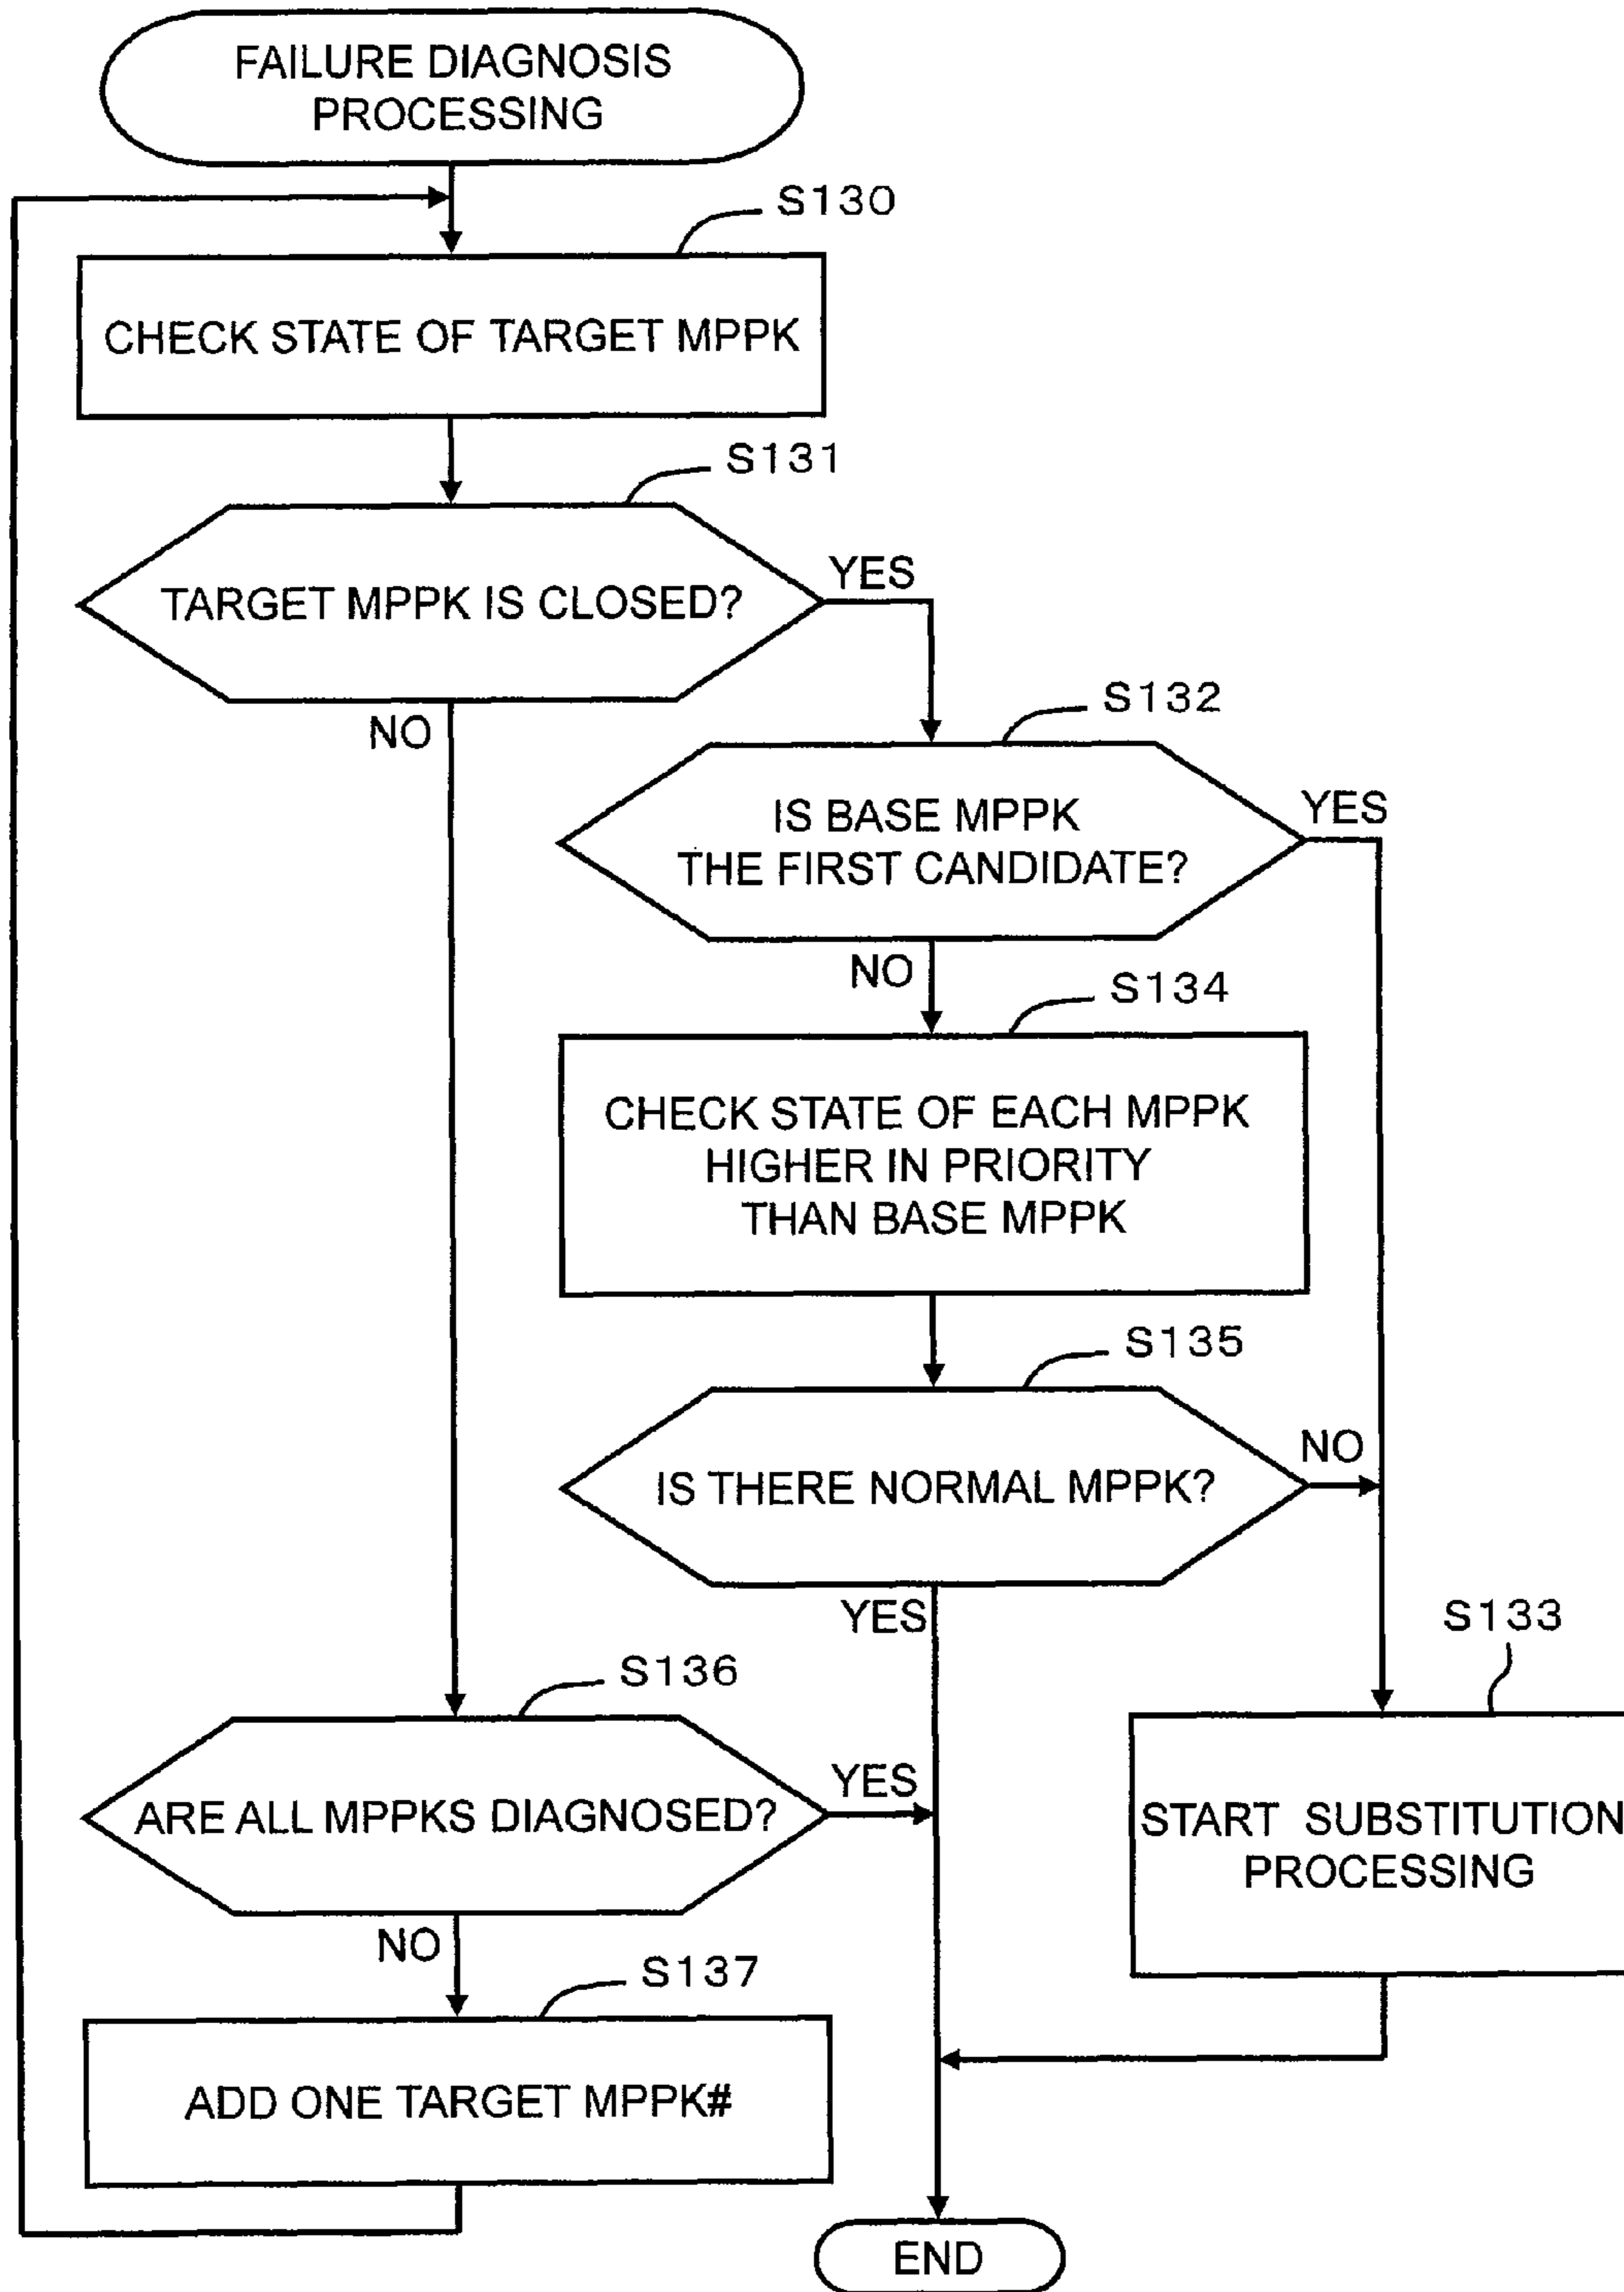 FAILURE DIAGNOSIS
PROCESSING
S130
CHECK STATE OF TARGET MPPK
S131
TARGET MPPK IS CLOSED?
YES
NO
S132
IS BASE MPPK
THE FIRST CANDIDATE?
YES
NO
S134
CHECK STATE OF EACH MPPK
HIGHER IN PRIORITY
THAN BASE MPPK
S135
IS THERE NORMAL MPPK?
NO
YES
S133
START SUBSTITUTION
PROCESSING
S136
ARE ALL MPPKS DIAGNOSED?
YES
NO
S137
ADD ONE TARGET MPPK#
END